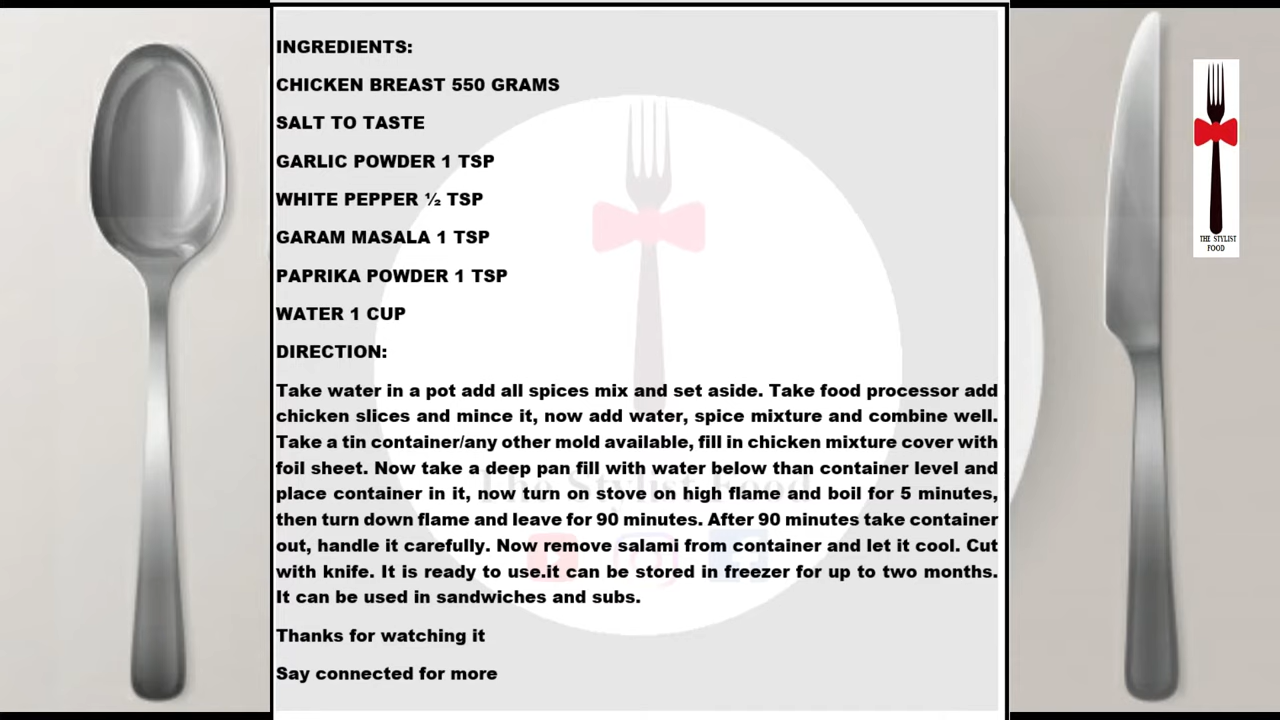 INGREDIENTS:
CHICKEN BREAST 550 GRAMS
SALT TO TASTE
GARLIC POWDER 1 TSP
WHITE PEPPER ½ TSP
GARAM MASALA 1 TSP
PAPRIKA POWDER 1 TSP
WATER 1 CUP
DIRECTION:
Take water in a pot add all spices mix and set aside. Take food processor add
chicken slices and mince it, now add water, spice mixture and combine well.
Take a tin container/any other mold available, fill in chicken mixture cover with
foil sheet. Now take a deep pan fill with water below than container level and
place container in it, now turn on stove on high flame and boil for 5 minutes,
then turn down flame and leave for 90 minutes. After 90 minutes take container
out, handle it carefully. Now remove salami from container and let it cool. Cut
with knife. It is ready to use.it can be stored in freezer for up to two months.
It can be used in sandwiches and subs.
Thanks for watching it
Say connected for more
The Stylist Food
THE STYLIST
FOOD